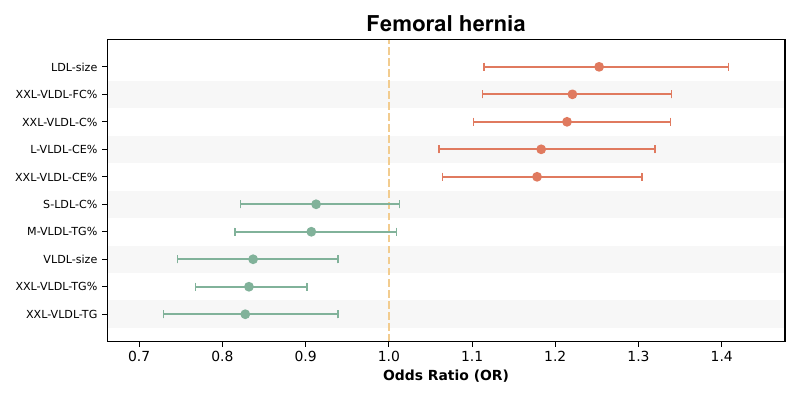 Femoral hernia
LDL-size
XXL-VLDL-FC%
XXL-VLDL-C%
L-VLDL-CE%
XXL-VLDL-CE%
S-LDL-C%
M-VLDL-TG%
VLDL-size
XXL-VLDL-TG%
XXL-VLDL-TG
0.7 0.8 0.9 1.0 1.1 1.2 1.3 1.4
Odds Ratio (OR)